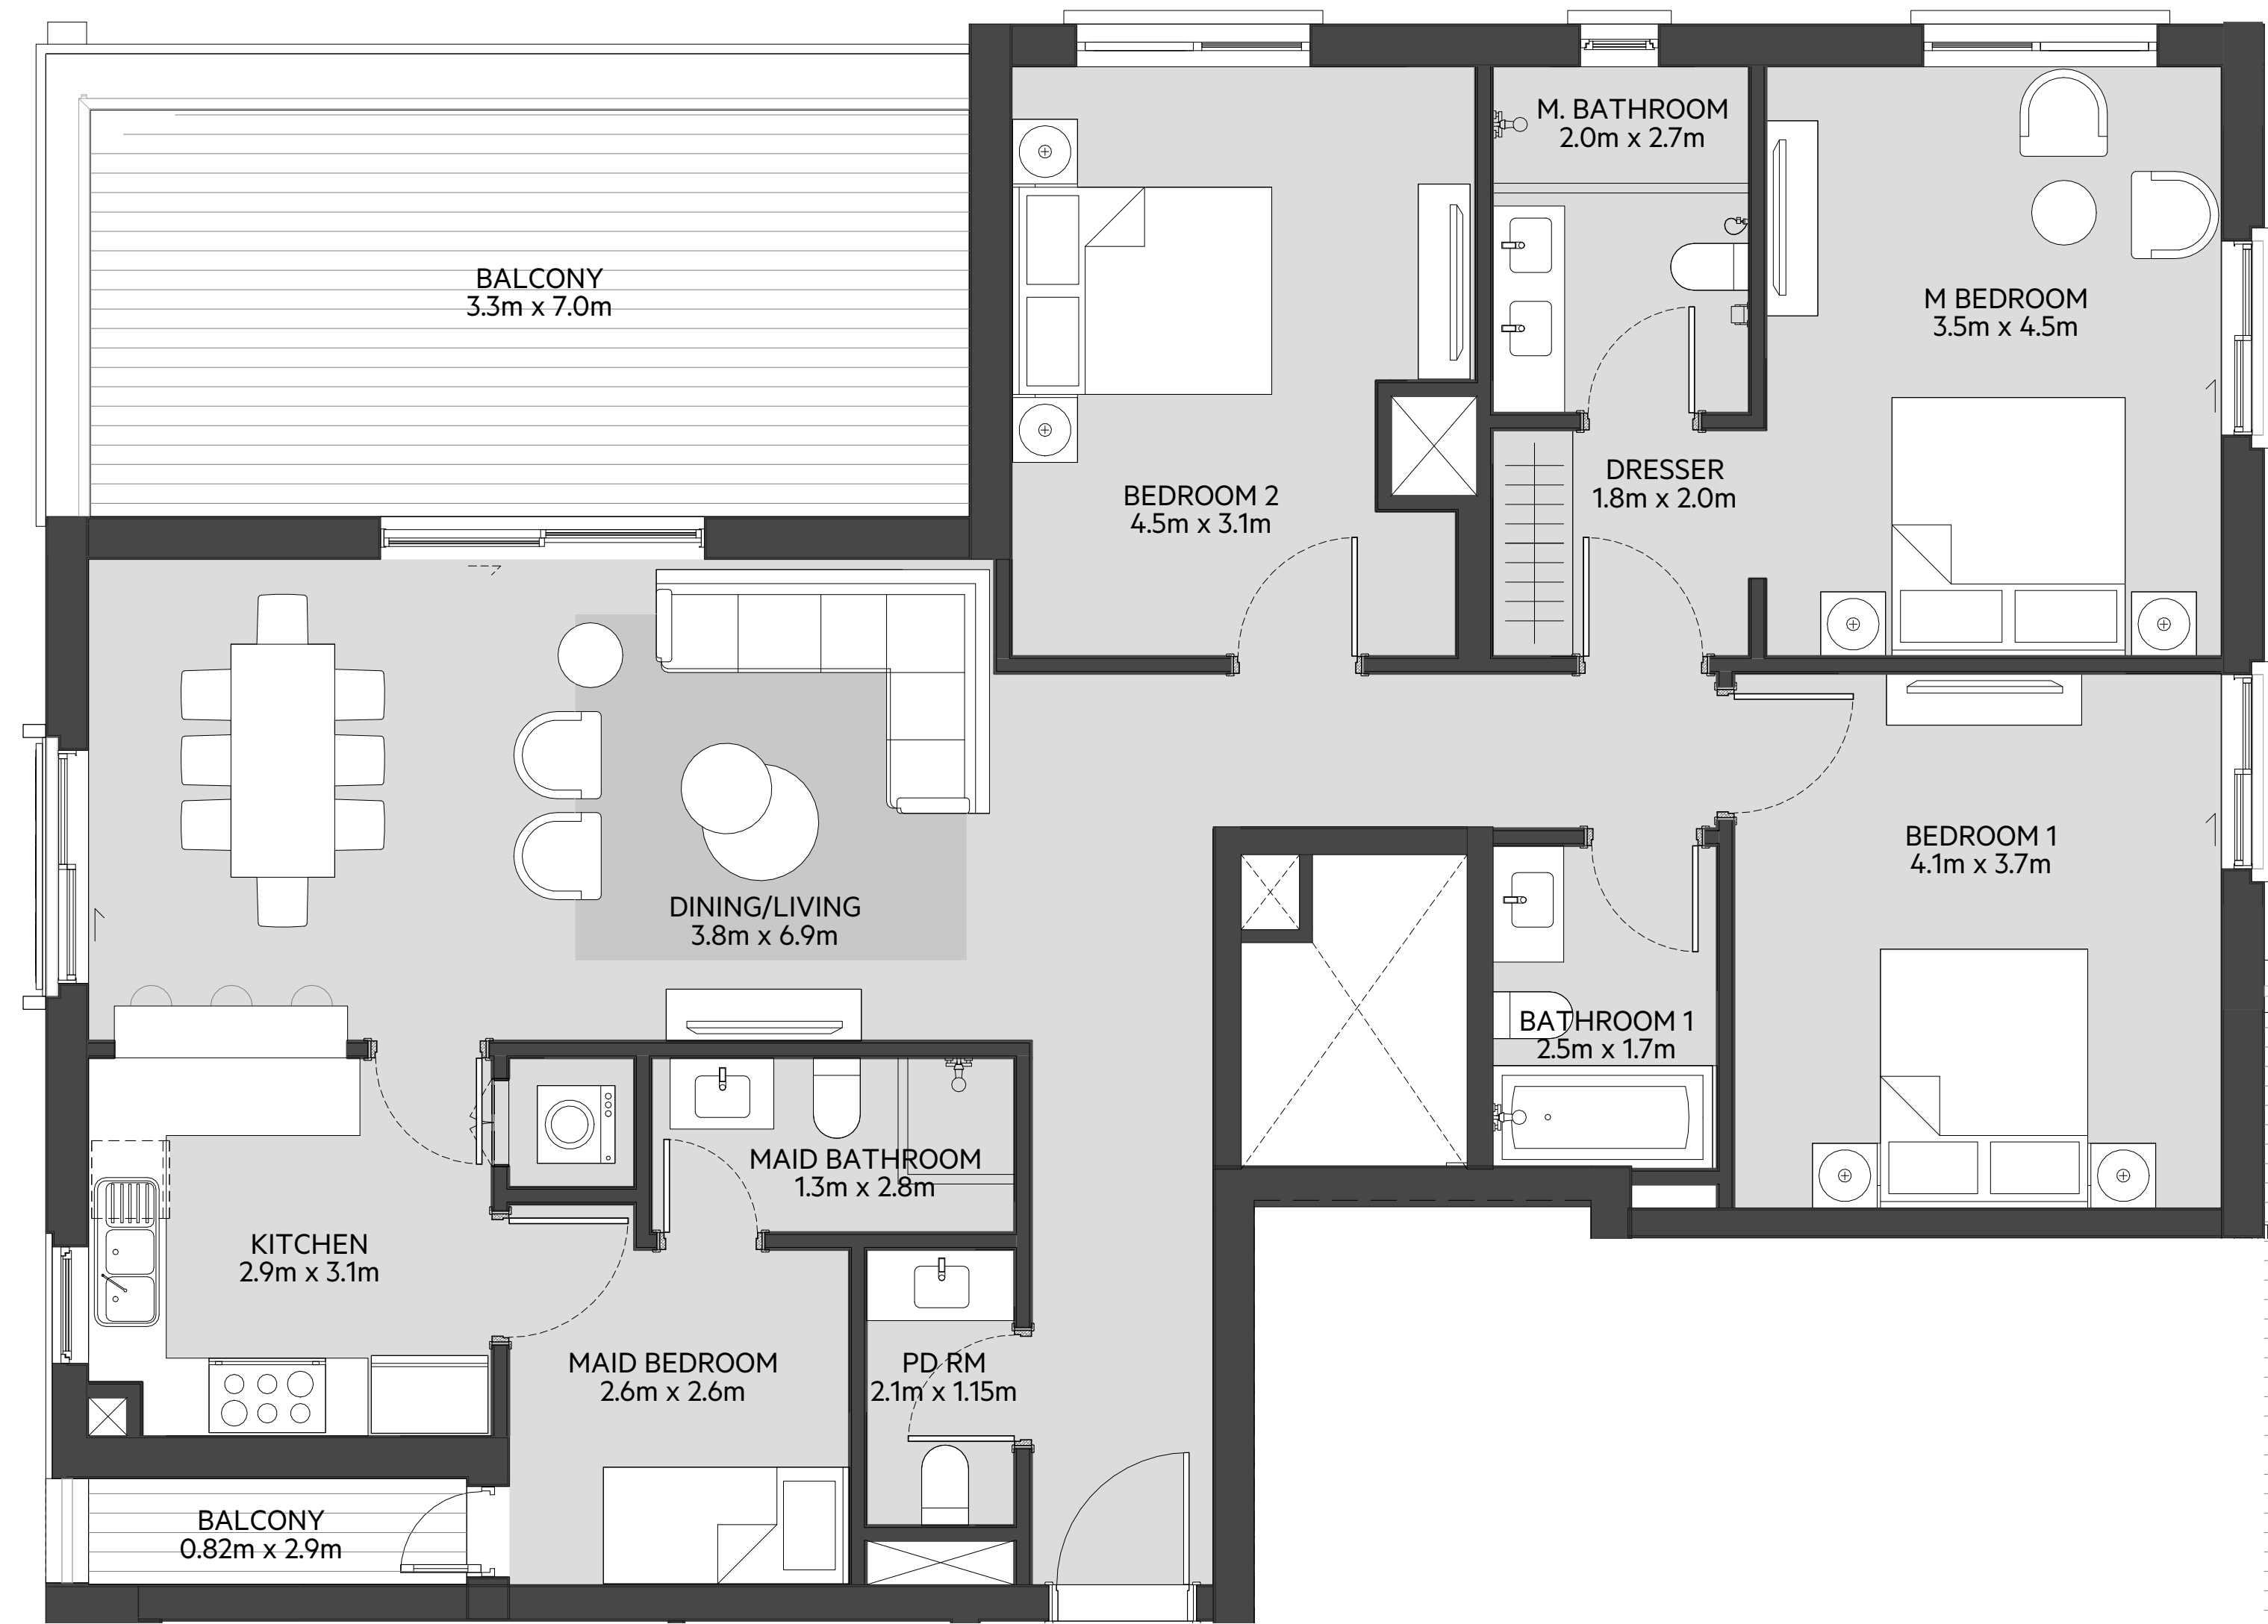 M. BATHROOM
2.0m x 2.7m
BALCONY
3.3m x 7.0m
M BEDROOM
3.5m x 4.5m
BEDROOM 2
4.5m x 3.1m
DRESSER
1.8m x 2.0m
DINING/LIVING
3.8m x 6.9m
BEDROOM 1
4.1m x 3.7m
BATHROOM 1
2.5m x 1.7m
MAID BATHROOM
1.3m x 2.8m
KITCHEN
2.9m x 3.1m
MAID BEDROOM
2.6m x 2.6m
PD RM
2.1m x 1.15m
BALCONY
0.82m x 2.9m